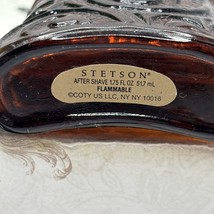 STETSON®
AFTER SHAVE 1.75 FL OZ 51.7 mL
FLAMMABLE
©COTY US LLC, NY NY 10016